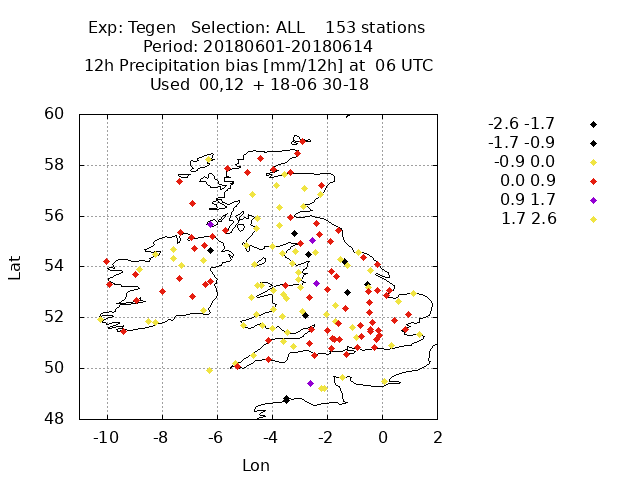 Exp: Tegen Selection: ALL 153 stations
Period: 20180601-20180614
12h Precipitation bias [mm/12h] at 06 UTC
Used 00,12 + 18-06 30-18
60
58
56
54
52
50
48
Lat
-10 -8 -6 -4 -2 0 2
Lon
-2.6 -1.7
-1.7 -0.9
-0.9 0.0
0.0 0.9
0.9 1.7
1.7 2.6